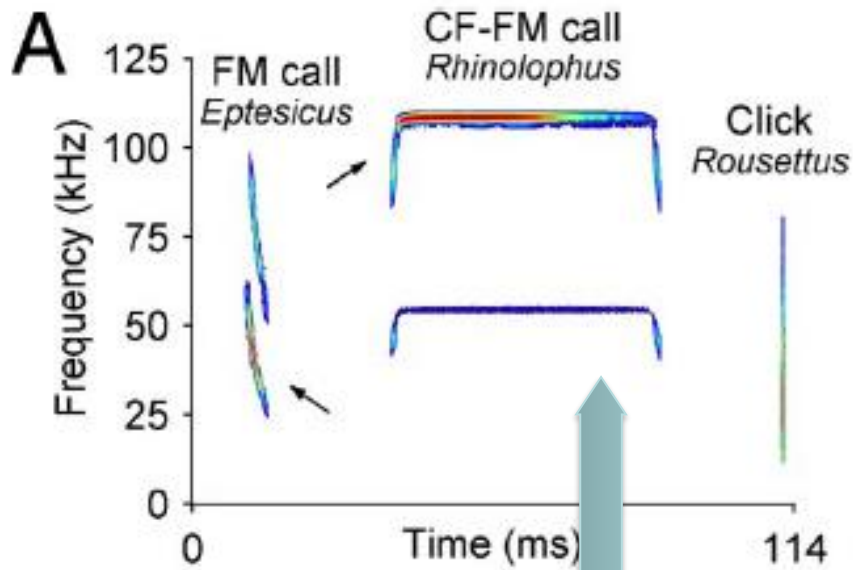 A
FM call
Eptesicus
CF-FM call
Rhinolophus
Click
Rousettus
Frequency (kHz)
125
100
75
50
25
0
0
Time (ms)
114